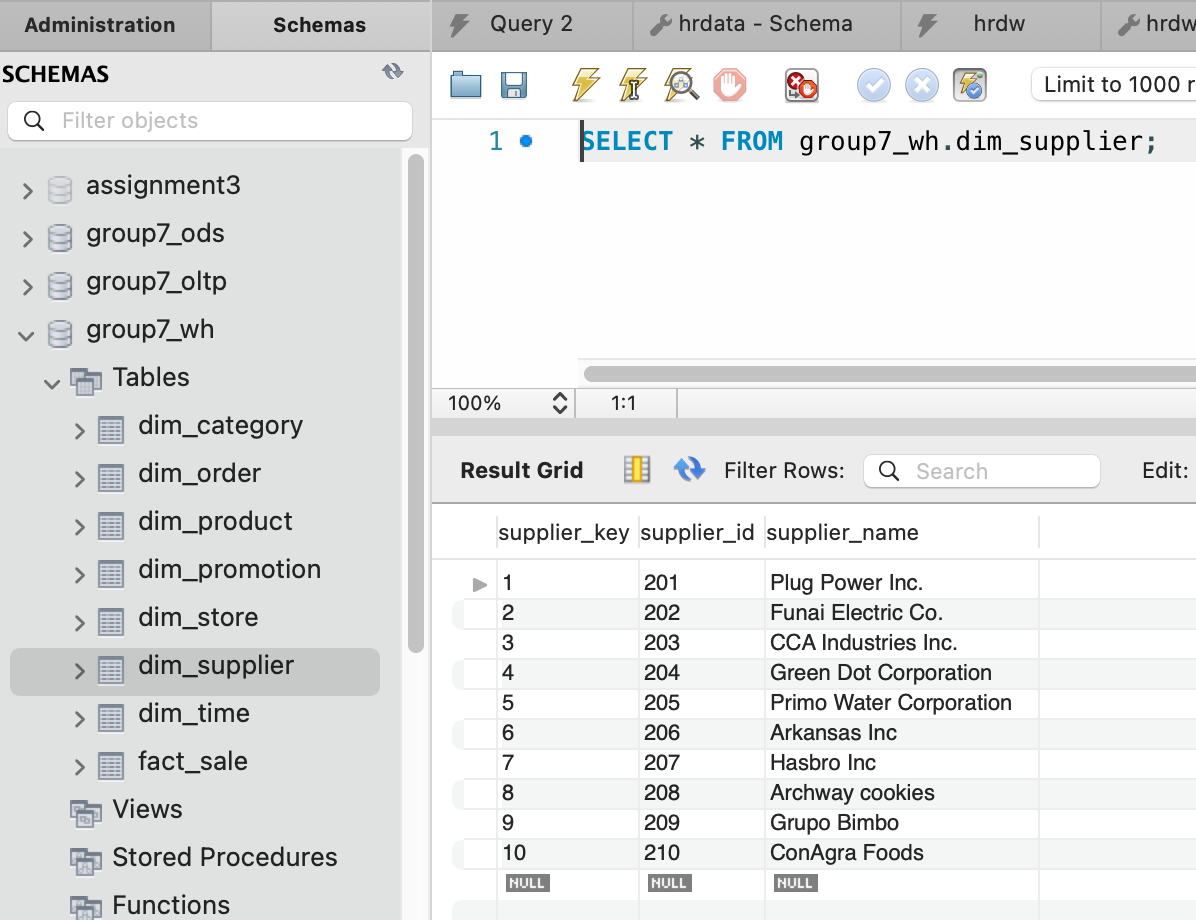 Administration Schemas
SCHEMAS
Filter objects
assignment3
group7_ods
group7_oltp
group7_wh
Tables
dim_category
dim_order
dim_product
dim_promotion
dim_store
dim_supplier
dim_time
fact_sale
Views
Stored Procedures
Functions
Query 2 hrdata - Schema hrdw hrdw
Limit to 1000 r
1 SELECT * FROM group7_wh.dim_supplier;
100% 1:1
Result Grid Filter Rows: Search Edit:
supplier_key supplier_id supplier_name
1 201 Plug Power Inc.
2 202 Funai Electric Co.
3 203 CCA Industries Inc.
4 204 Green Dot Corporation
5 205 Primo Water Corporation
6 206 Arkansas Inc
7 207 Hasbro Inc
8 208 Archway cookies
9 209 Grupo Bimbo
10 210 ConAgra Foods
NULL NULL NULL